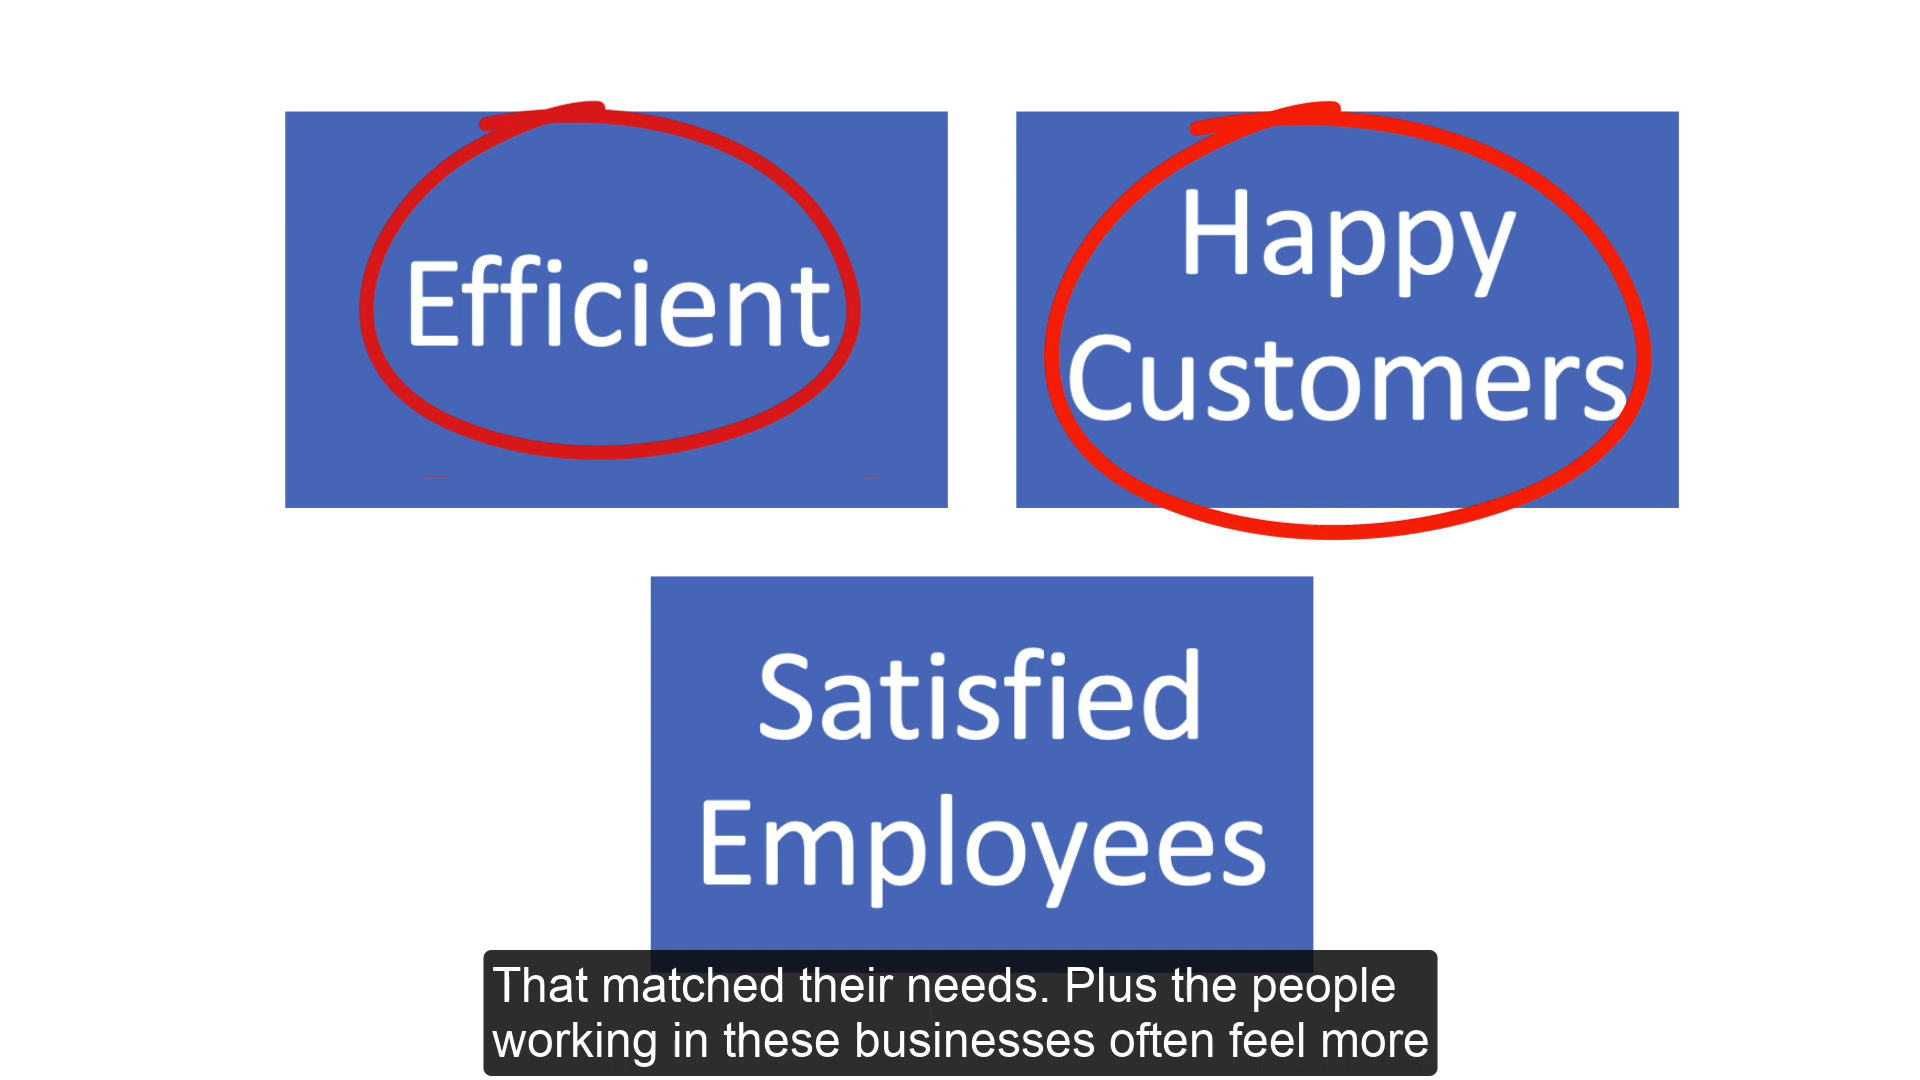 Efficient
Happy
Customers
Satisfied
Employees
That matched their needs. Plus the people
working in these businesses often feel more